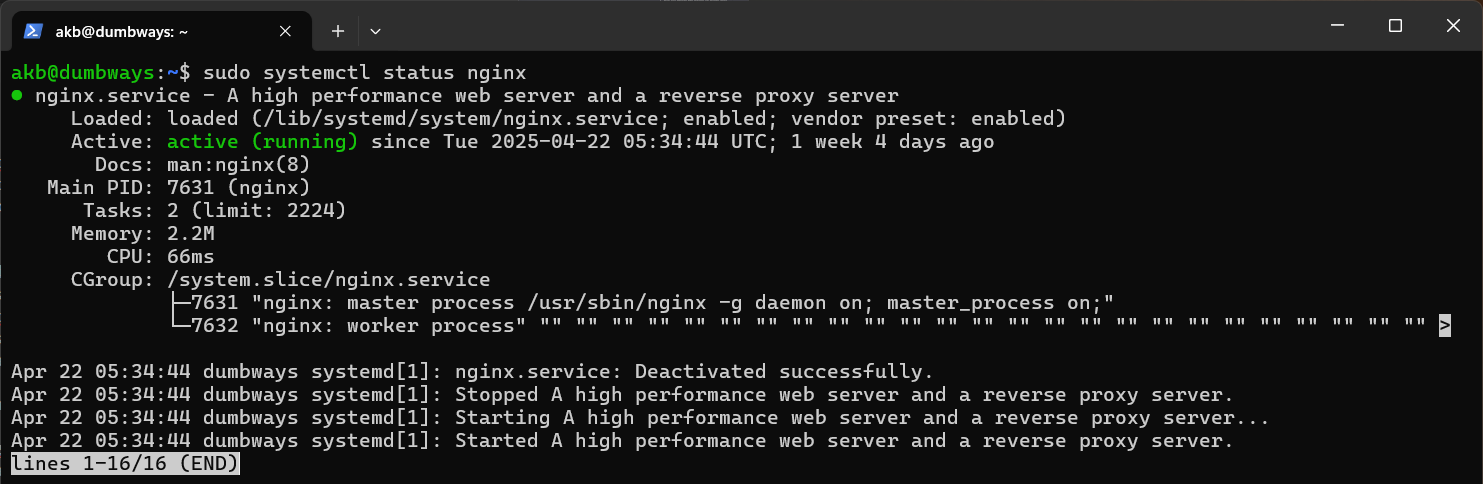 akb@dumbways: ~
akb@dumbways:~$ sudo systemctl status nginx
● nginx.service - A high performance web server and a reverse proxy server
Loaded: loaded (/lib/systemd/system/nginx.service; enabled; vendor preset: enabled)
Active: active (running) since Tue 2025-04-22 05:34:44 UTC; 1 week 4 days ago
Docs: man:nginx(8)
Main PID: 7631 (nginx)
Tasks: 2 (limit: 2224)
Memory: 2.2M
CPU: 66ms
CGroup: /system.slice/nginx.service
├─7631 "nginx: master process /usr/sbin/nginx -g daemon on; master_process on;"
└─7632 "nginx: worker process" "" "" "" "" "" "" "" "" "" "" "" "" "" "" "" "" "" "" "" "" "" "" "" "" "" >
Apr 22 05:34:44 dumbways systemd[1]: nginx.service: Deactivated successfully.
Apr 22 05:34:44 dumbways systemd[1]: Stopped A high performance web server and a reverse proxy server.
Apr 22 05:34:44 dumbways systemd[1]: Starting A high performance web server and a reverse proxy server...
Apr 22 05:34:44 dumbways systemd[1]: Started A high performance web server and a reverse proxy server.
lines 1-16/16 (END)